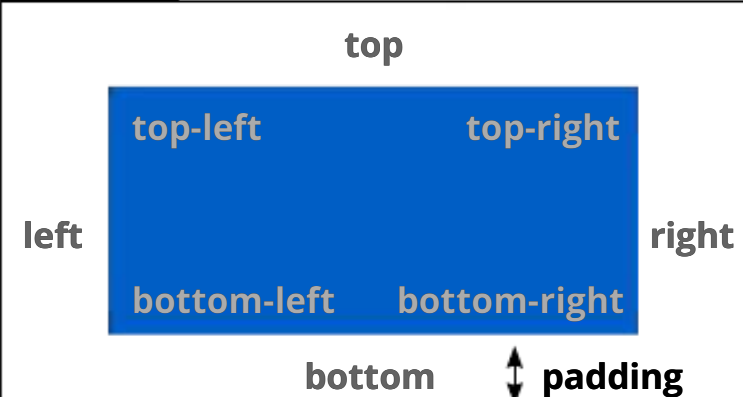 top
top-left top-right
left right
bottom-left bottom-right
bottom padding